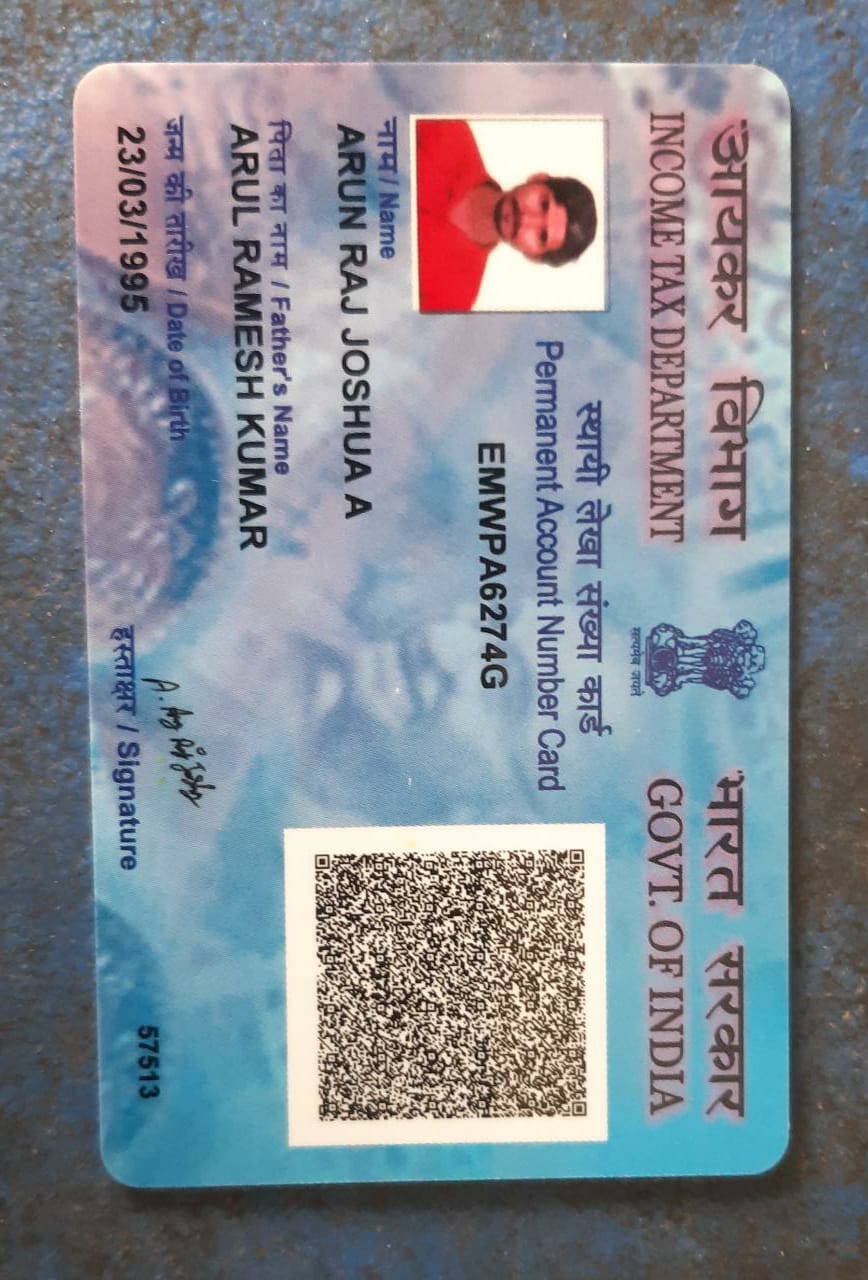 आयकर विभाग
INCOME TAX DEPARTMENT
सत्यमेव जयते
भारत सरकार
GOVT. OF INDIA
स्थायी लेखा संख्या कार्ड
Permanent Account Number Card
EMWPA6274G
नाम / Name
ARUN RAJ JOSHUA A
पिता का नाम / Father's Name
ARUL RAMESH KUMAR
जन्म की तारीख / Date of Birth
23/03/1995
हस्ताक्षर / Signature
57513